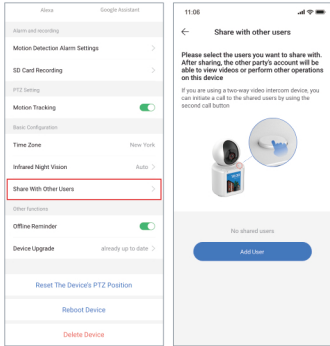 Alexa Google Assistant
Alarm and recording
Motion Detection Alarm Settings
SD Card Recording
PTZ Setting
Motion Tracking
Basic Configuration
Time Zone New York
Infrared Night Vision Auto
Share With Other Users
Other functions
Offline Reminder
Device Upgrade already up to date
Reset The Device's PTZ Position
Reboot Device
Delete Device
11:06
Share with other users
Please select the users you want to share with.
After sharing, the other party's account will be
able to view videos or perform other operations
on this device
If you are using a two-way video intercom device, you
can initiate a call to the shared users by using the
second call button
No shared users
Add User